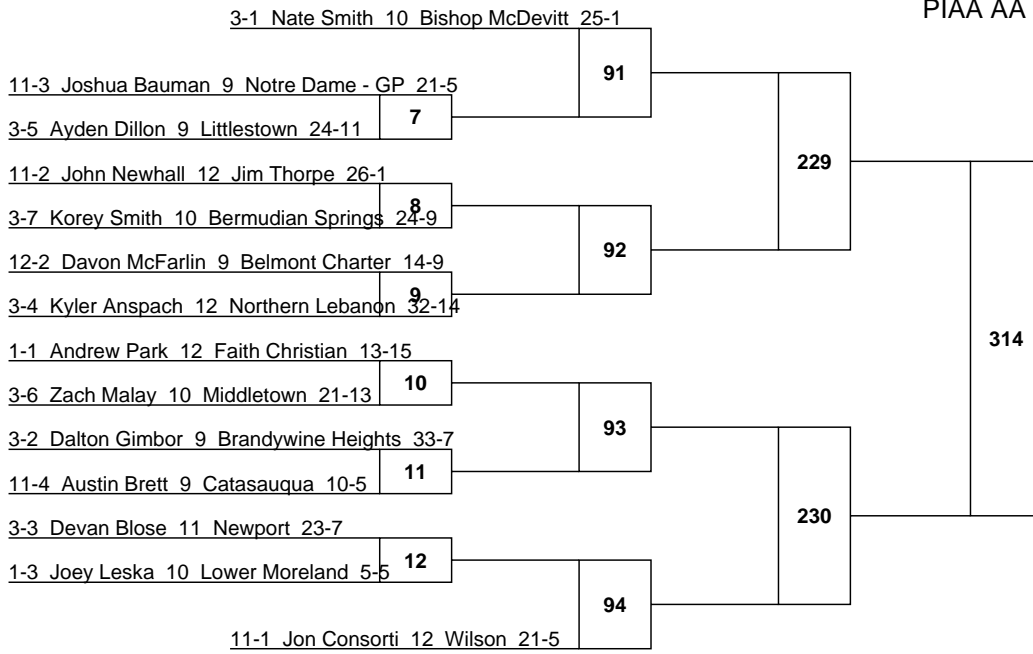 3-1 Nate Smith 10 Bishop McDevitt 25-1
PIAA AA
91
11-3 Joshua Bauman 9 Notre Dame - GP 21-5
7
3-5 Ayden Dillon 9 Littlestown 24-11
229
11-2 John Newhall 12 Jim Thorpe 26-1
8
3-7 Korey Smith 10 Bermudian Springs 24-9
92
12-2 Davon McFarlin 9 Belmont Charter 14-9
9
3-4 Kyler Anspach 12 Northern Lebanon 32-14
314
1-1 Andrew Park 12 Faith Christian 13-15
10
3-6 Zach Malay 10 Middletown 21-13
93
3-2 Dalton Gimbor 9 Brandywine Heights 33-7
11
11-4 Austin Brett 9 Catasauqua 10-5
230
3-3 Devan Blose 11 Newport 23-7
12
1-3 Joey Leska 10 Lower Moreland 5-5
94
11-1 Jon Consorti 12 Wilson 21-5